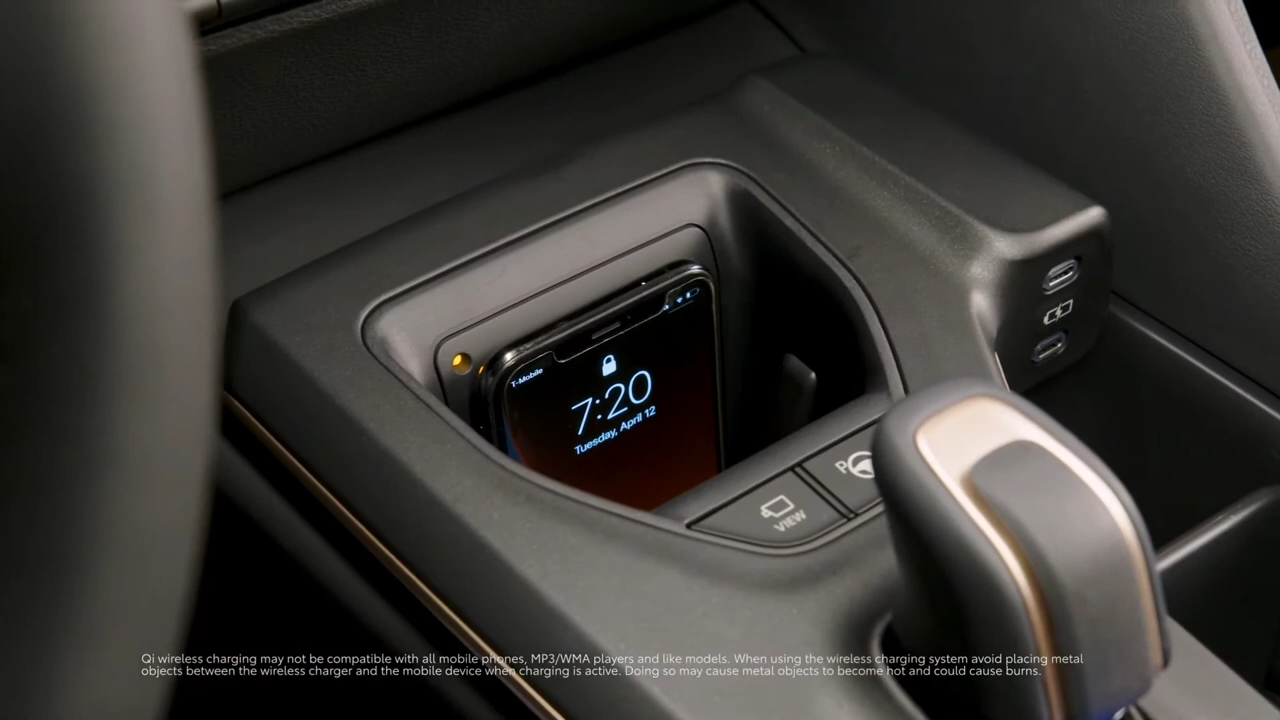 T-Mobile
7:20
Tuesday, April 12
VIEW
P
Qi wireless charging may not be compatible with all mobile phones, MP3/WMA players and like models. When using the wireless charging system avoid placing metal
objects between the wireless charger and the mobile device when charging is active. Doing so may cause metal objects to become hot and could cause burns.